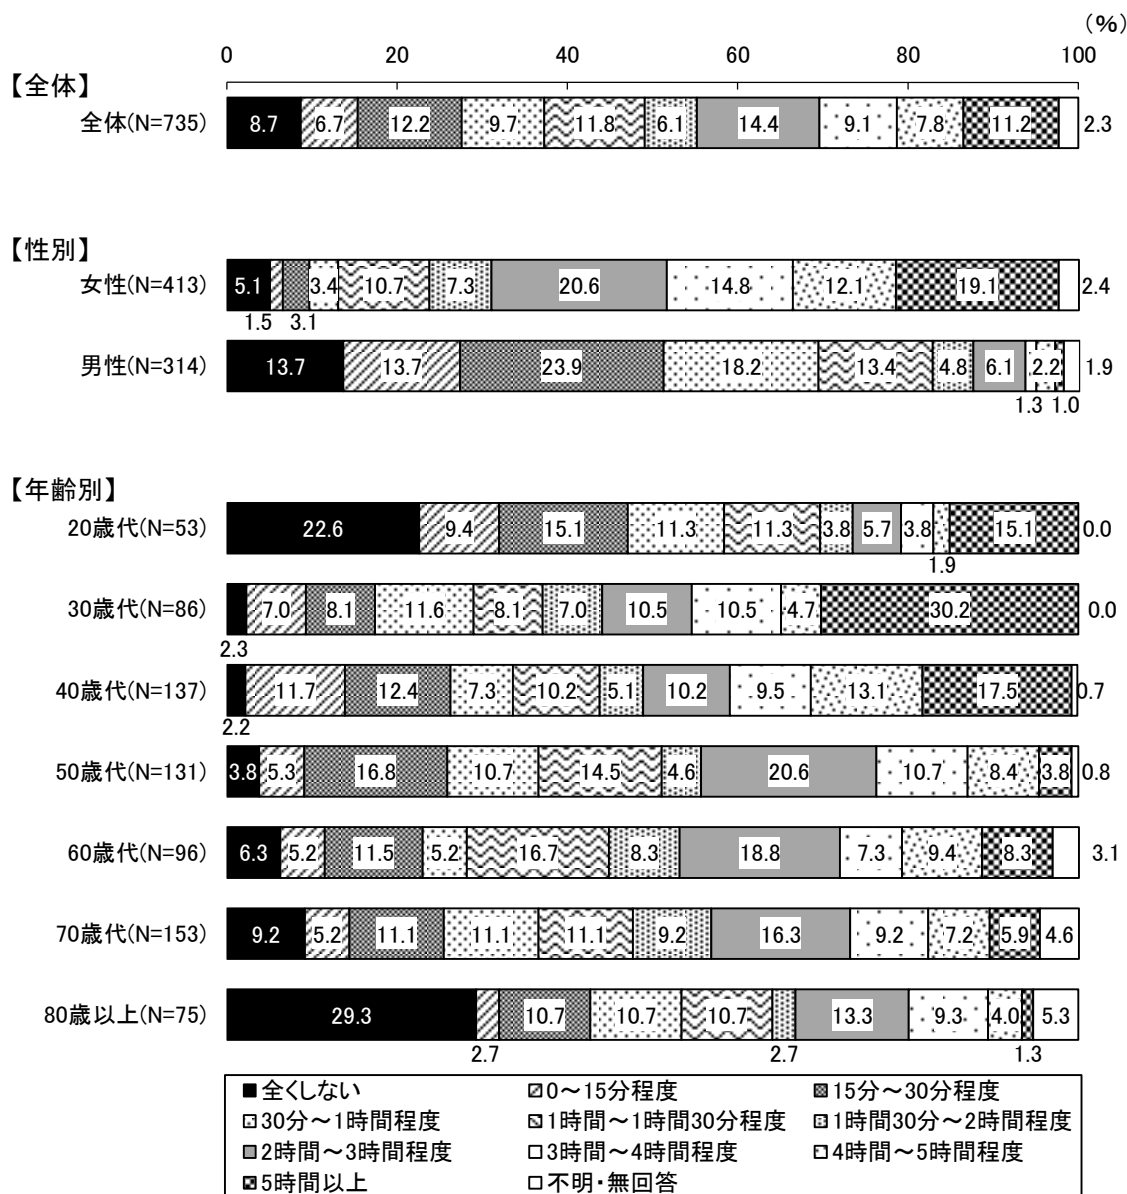 (%)
0 20 40 60 80 100
【全体】
全体(N=735) 8.7 6.7 12.2 9.7 11.8 6.1 14.4 9.1 7.8 11.2 2.3
【性別】
女性(N=413) 5.1 3.4 10.7 7.3 20.6 14.8 12.1 19.1 2.4
1.5 3.1
男性(N=314) 13.7 13.7 23.9 18.2 13.4 4.8 6.1 2.2 1.9
1.3 1.0
【年齢別】
20歳代(N=53) 22.6 9.4 15.1 11.3 11.3 3.8 5.7 3.8 15.1 0.0
1.9
30歳代(N=86) 7.0 8.1 11.6 8.1 7.0 10.5 10.5 4.7 30.2 0.0
2.3
40歳代(N=137) 11.7 12.4 7.3 10.2 5.1 10.2 9.5 13.1 17.5 0.7
2.2
50歳代(N=131) 3.8 5.3 16.8 10.7 14.5 4.6 20.6 10.7 8.4 3.8 0.8
60歳代(N=96) 6.3 5.2 11.5 5.2 16.7 8.3 18.8 7.3 9.4 8.3 3.1
70歳代(N=153) 9.2 5.2 11.1 11.1 11.1 9.2 16.3 9.2 7.2 5.9 4.6
80歳以上(N=75) 29.3 10.7 10.7 10.7 13.3 9.3 4.0 5.3
2.7 2.7 1.3
全くしない 0～15分程度 15分～30分程度
30分～1時間程度 1時間～1時間30分程度 1時間30分～2時間程度
2時間～3時間程度 3時間～4時間程度 4時間～5時間程度
5時間以上 不明・無回答